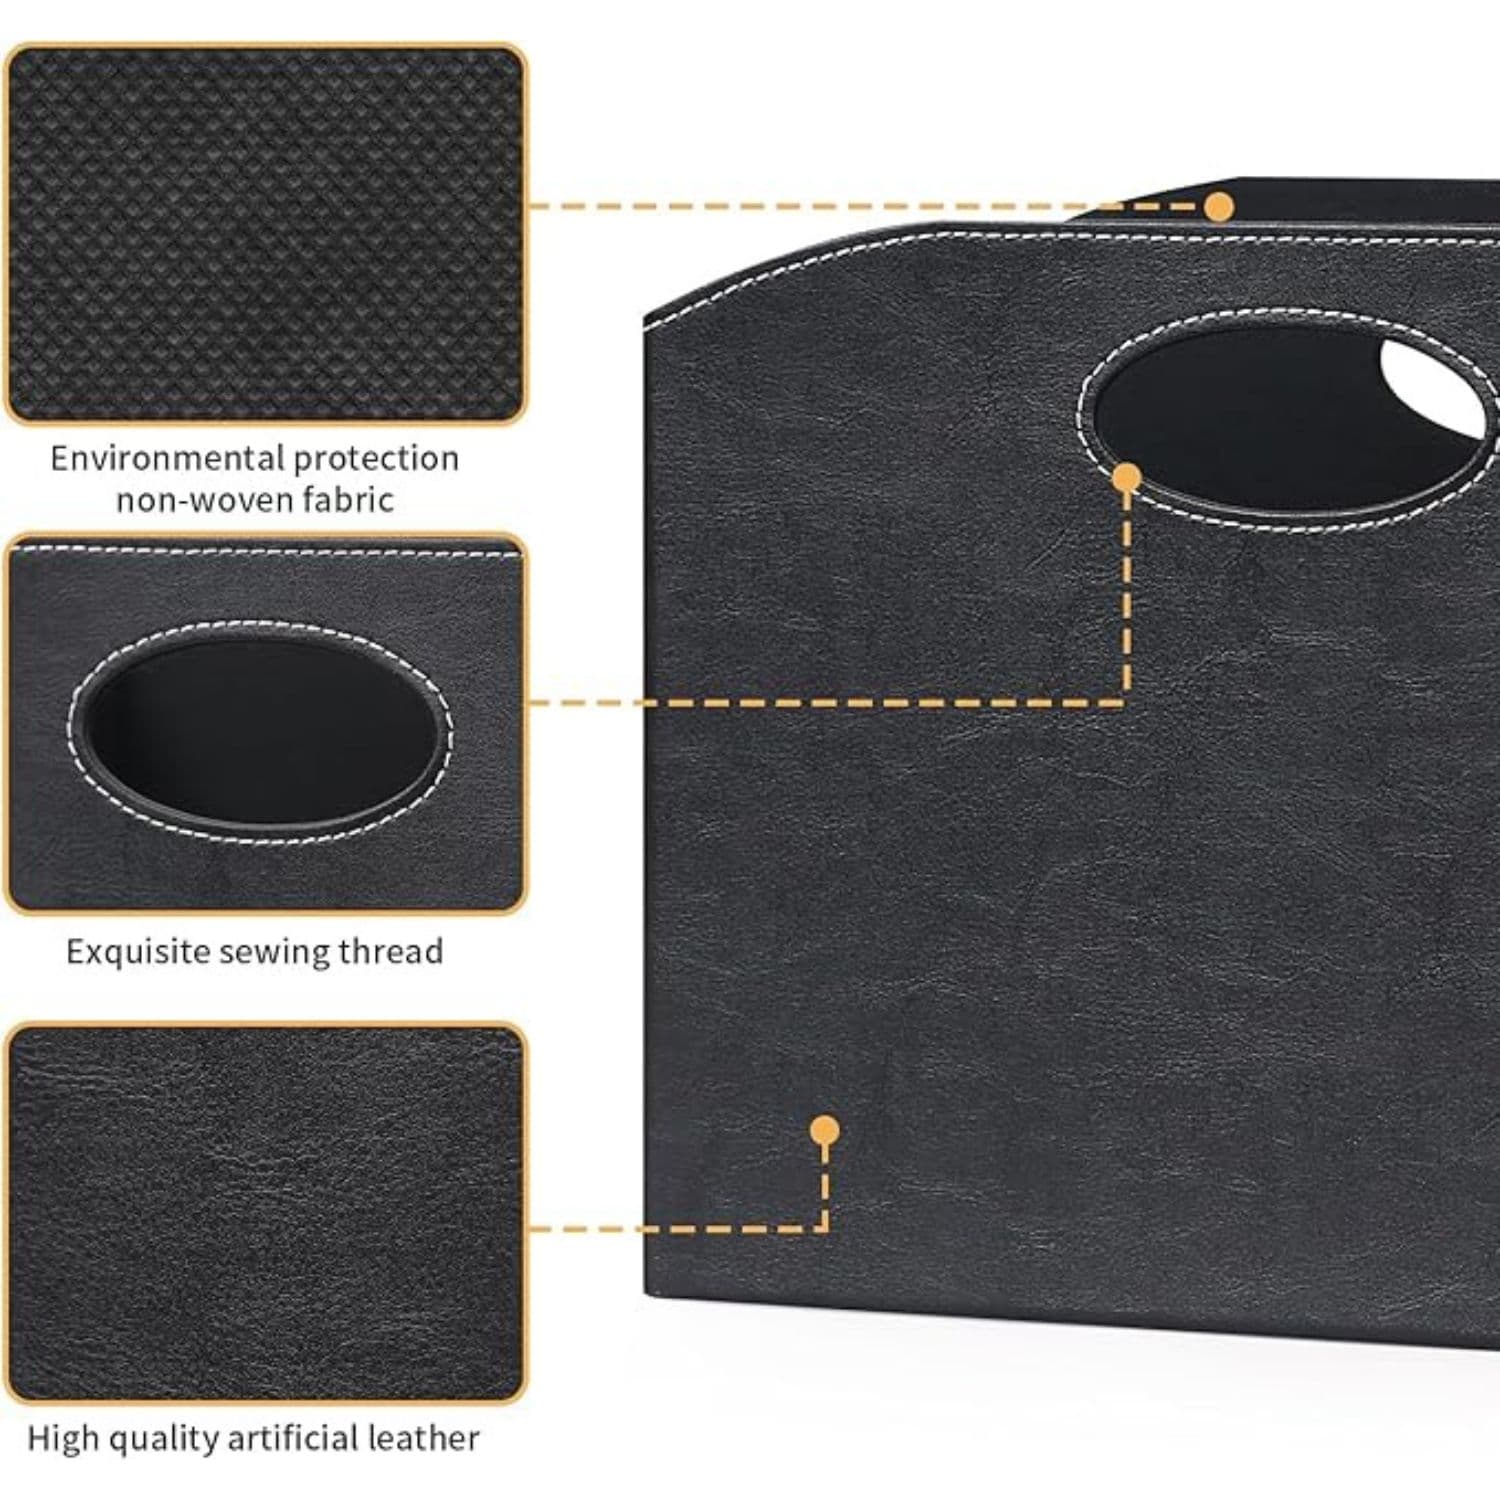 Environmental protection
non-woven fabric
Exquisite sewing thread
High quality artificial leather